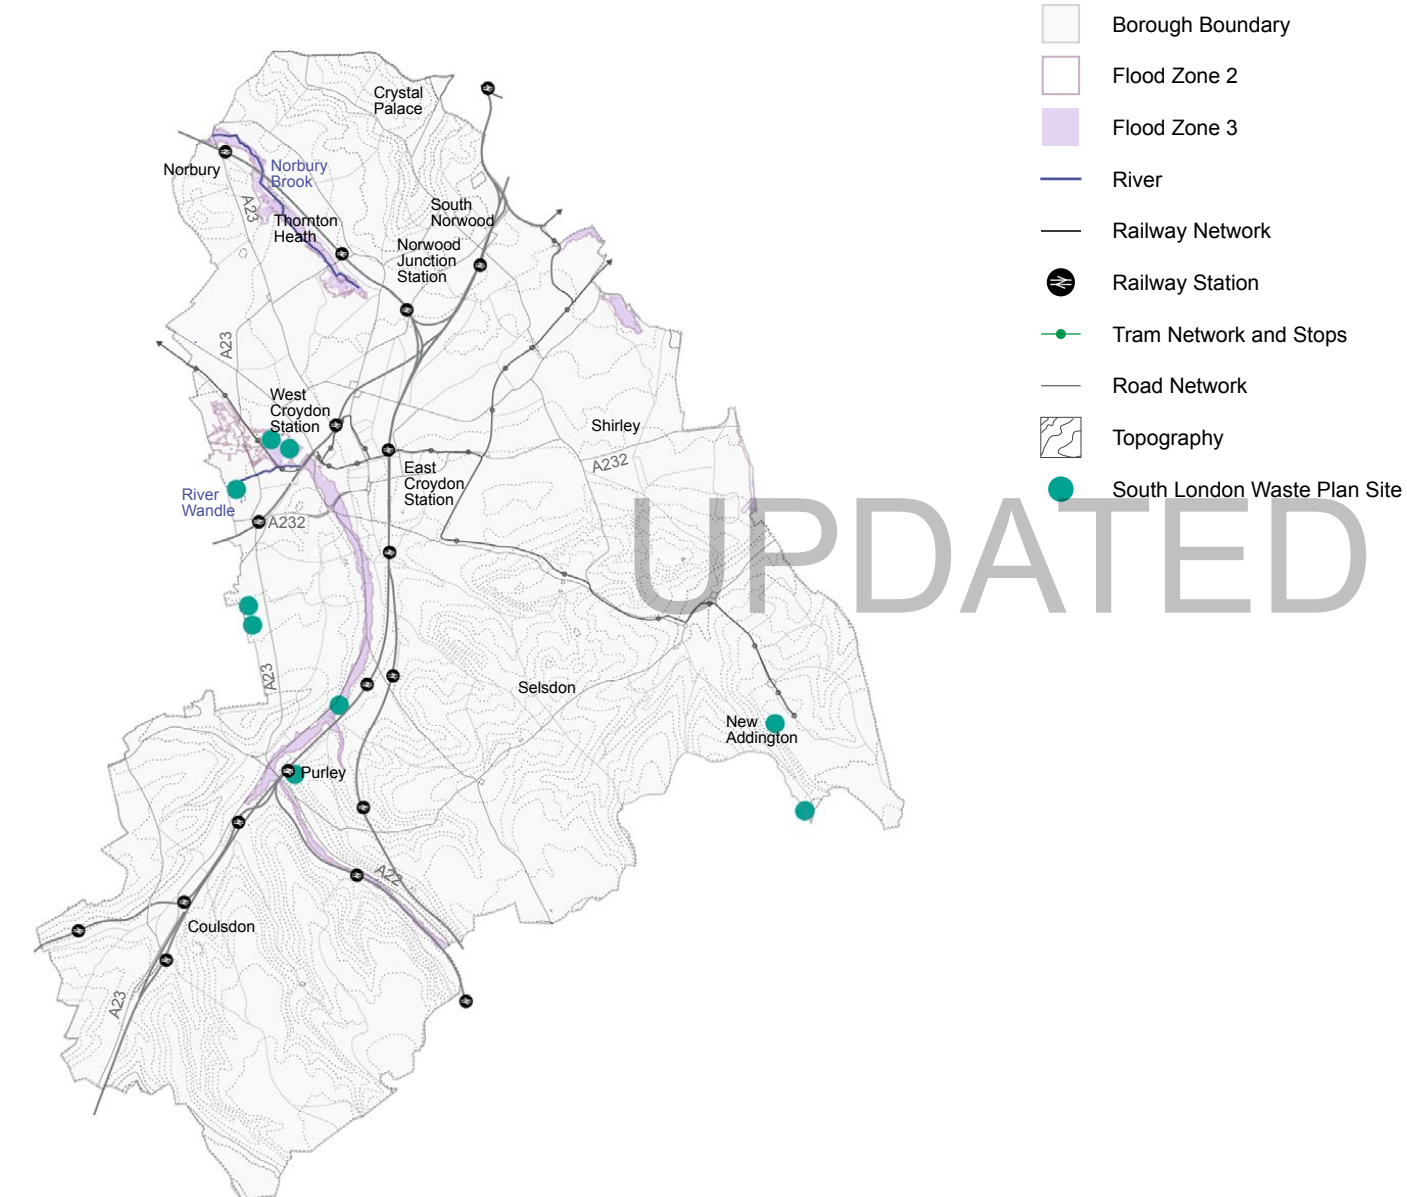 Borough Boundary
Flood Zone 2
Flood Zone 3
River
Railway Network
Railway Station
Tram Network and Stops
Road Network
Topography
South London Waste Plan Site
UPDATED
Crystal
Palace
Norbury
Norbury
Brook
A23
Thornton
Heath
South
Norwood
Norwood
Junction
Station
A23
West
Croydon
Station
Shirley
A232
East
Croydon
Station
River
Wandle
A232
A23
Selsdon
New
Addington
Purley
A22
Coulsdon
A23